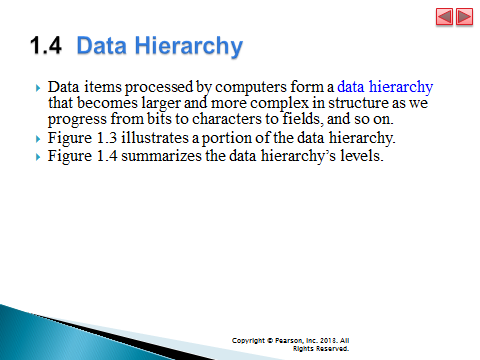 1.4 Data Hierarchy
Data items processed by computers form a data hierarchy
that becomes larger and more complex in structure as we
progress from bits to characters to fields, and so on.
Figure 1.3 illustrates a portion of the data hierarchy.
Figure 1.4 summarizes the data hierarchy’s levels.
Copyright © Pearson, Inc. 2013. All
Rights Reserved.